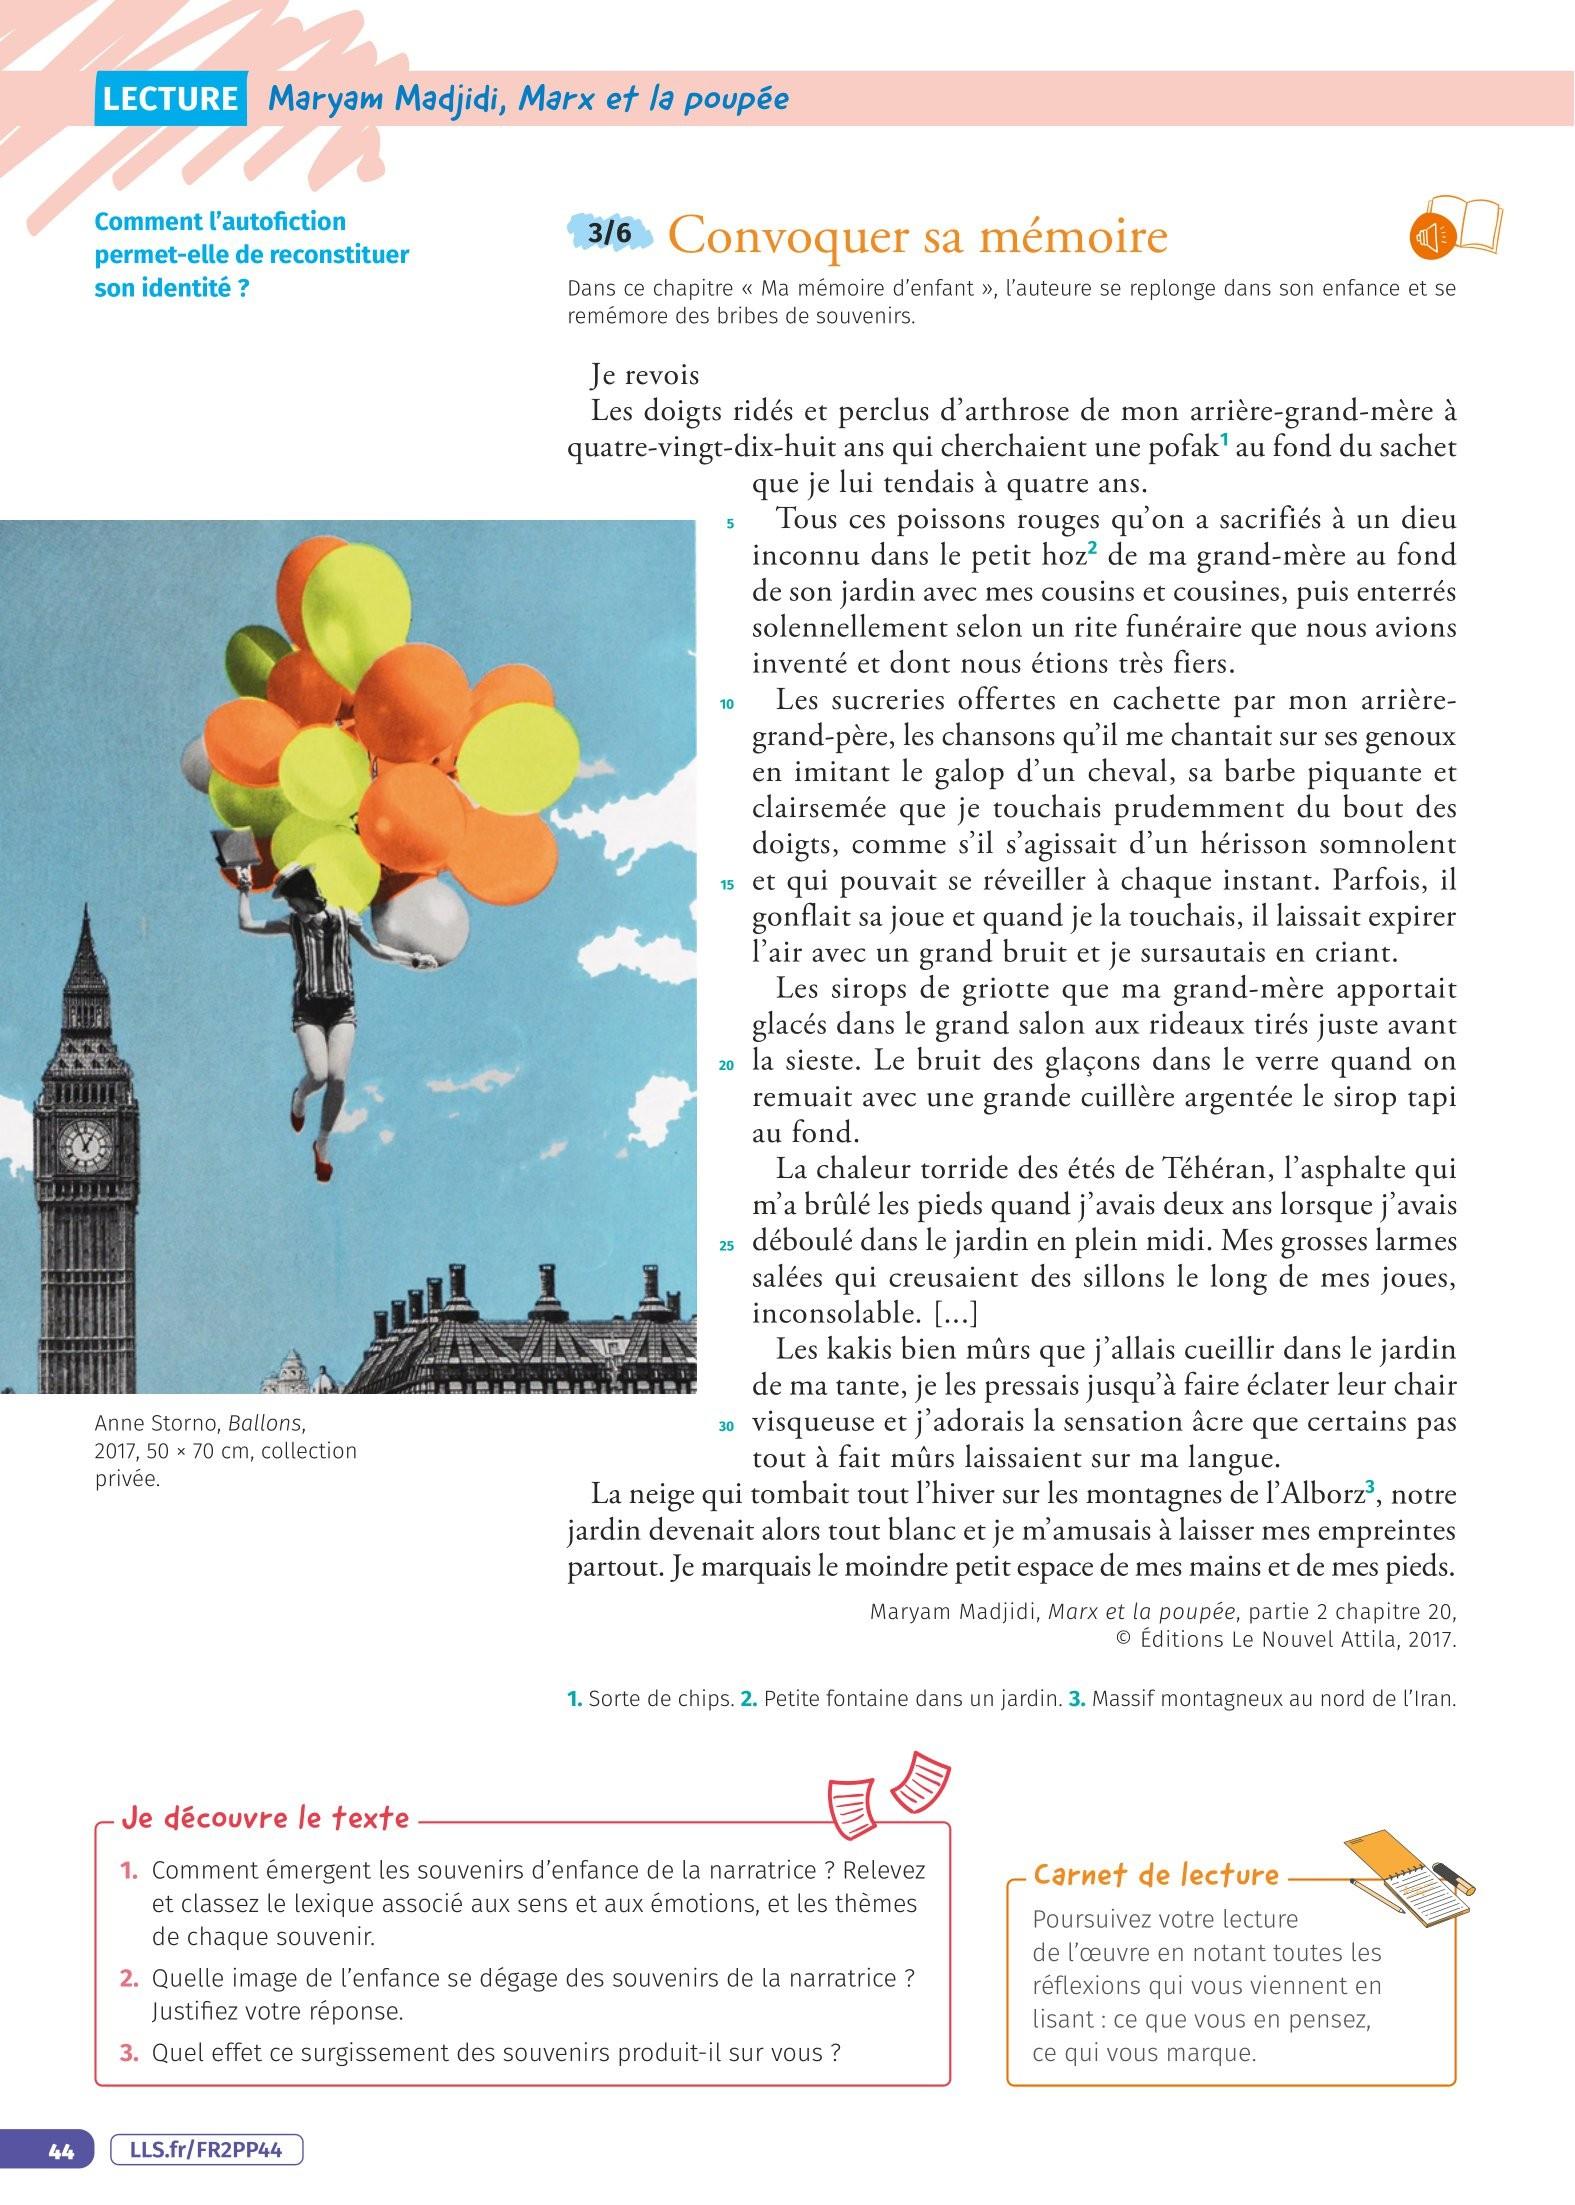 LECTURE Maryam Madjidi, Marx et la poupée
Comment l'autofiction
permet-elle de reconstituer
son identité ?
3/6 Convoquer sa mémoire
Dans ce chapitre « Ma mémoire d'enfant », l'auteure se replonge dans son enfance et se
remémore des bribes de souvenirs.
Je revois
Les doigts ridés et perclus d'arthrose de mon arrière-grand-mère à
quatre-vingt-dix-huit ans qui cherchaient une pofak1 au fond du sachet
que je lui tendais à quatre ans.
5 Tous ces poissons rouges qu'on a sacrifiés à un dieu
inconnu dans le petit hoz2 de ma grand-mère au fond
de son jardin avec mes cousins et cousines, puis enterrés
solennellement selon un rite funéraire que nous avions
inventé et dont nous étions très fiers.
10 Les sucreries offertes en cachette par mon arrière-
grand-père, les chansons qu'il me chantait sur ses genoux
en imitant le galop d'un cheval, sa barbe piquante et
clairsemée que je touchais prudemment du bout des
doigts, comme s'il s'agissait d'un hérisson somnolent
15 et qui pouvait se réveiller à chaque instant. Parfois, il
gonflait sa joue et quand je la touchais, il laissait expirer
l'air avec un grand bruit et je sursautais en criant.
Les sirops de griotte que ma grand-mère apportait
glacés dans le grand salon aux rideaux tirés juste avant
20 la sieste. Le bruit des glaçons dans le verre quand on
remuait avec une grande cuillère argentée le sirop tapi
au fond.
La chaleur torride des étés de Téhéran, l'asphalte qui
m'a brûlé les pieds quand j'avais deux ans lorsque j'avais
25 déboulé dans le jardin en plein midi. Mes grosses larmes
salées qui creusaient des sillons le long de mes joues,
inconsolable. [...]
Les kakis bien mûrs que j'allais cueillir dans le jardin
de ma tante, je les pressais jusqu'à faire éclater leur chair
30 visqueuse et j'adorais la sensation âcre que certains pas
tout à fait mûrs laissaient sur ma langue.
La neige qui tombait tout l'hiver sur les montagnes de l'Alborz3, notre
jardin devenait alors tout blanc et je m'amusais à laisser mes empreintes
partout. Je marquais le moindre petit espace de mes mains et de mes pieds.
Maryam Madjidi, Marx et la poupée, partie 2 chapitre 20,
© Éditions Le Nouvel Attila, 2017.
1. Sorte de chips. 2. Petite fontaine dans un jardin. 3. Massif montagneux au nord de l'Iran.
Anne Storno, Ballons,
2017, 50 × 70 cm, collection
privée.
Je découvre le texte
1. Comment émergent les souvenirs d'enfance de la narratrice ? Relevez
et classez le lexique associé aux sens et aux émotions, et les thèmes
de chaque souvenir.
2. Quelle image de l'enfance se dégage des souvenirs de la narratrice ?
Justifiez votre réponse.
3. Quel effet ce surgissement des souvenirs produit-il sur vous ?
Carnet de lecture
Poursuivez votre lecture
de l'œuvre en notant toutes les
réflexions qui vous viennent en
lisant : ce que vous en pensez,
ce qui vous marque.
44 LLS.fr/FR2PP44